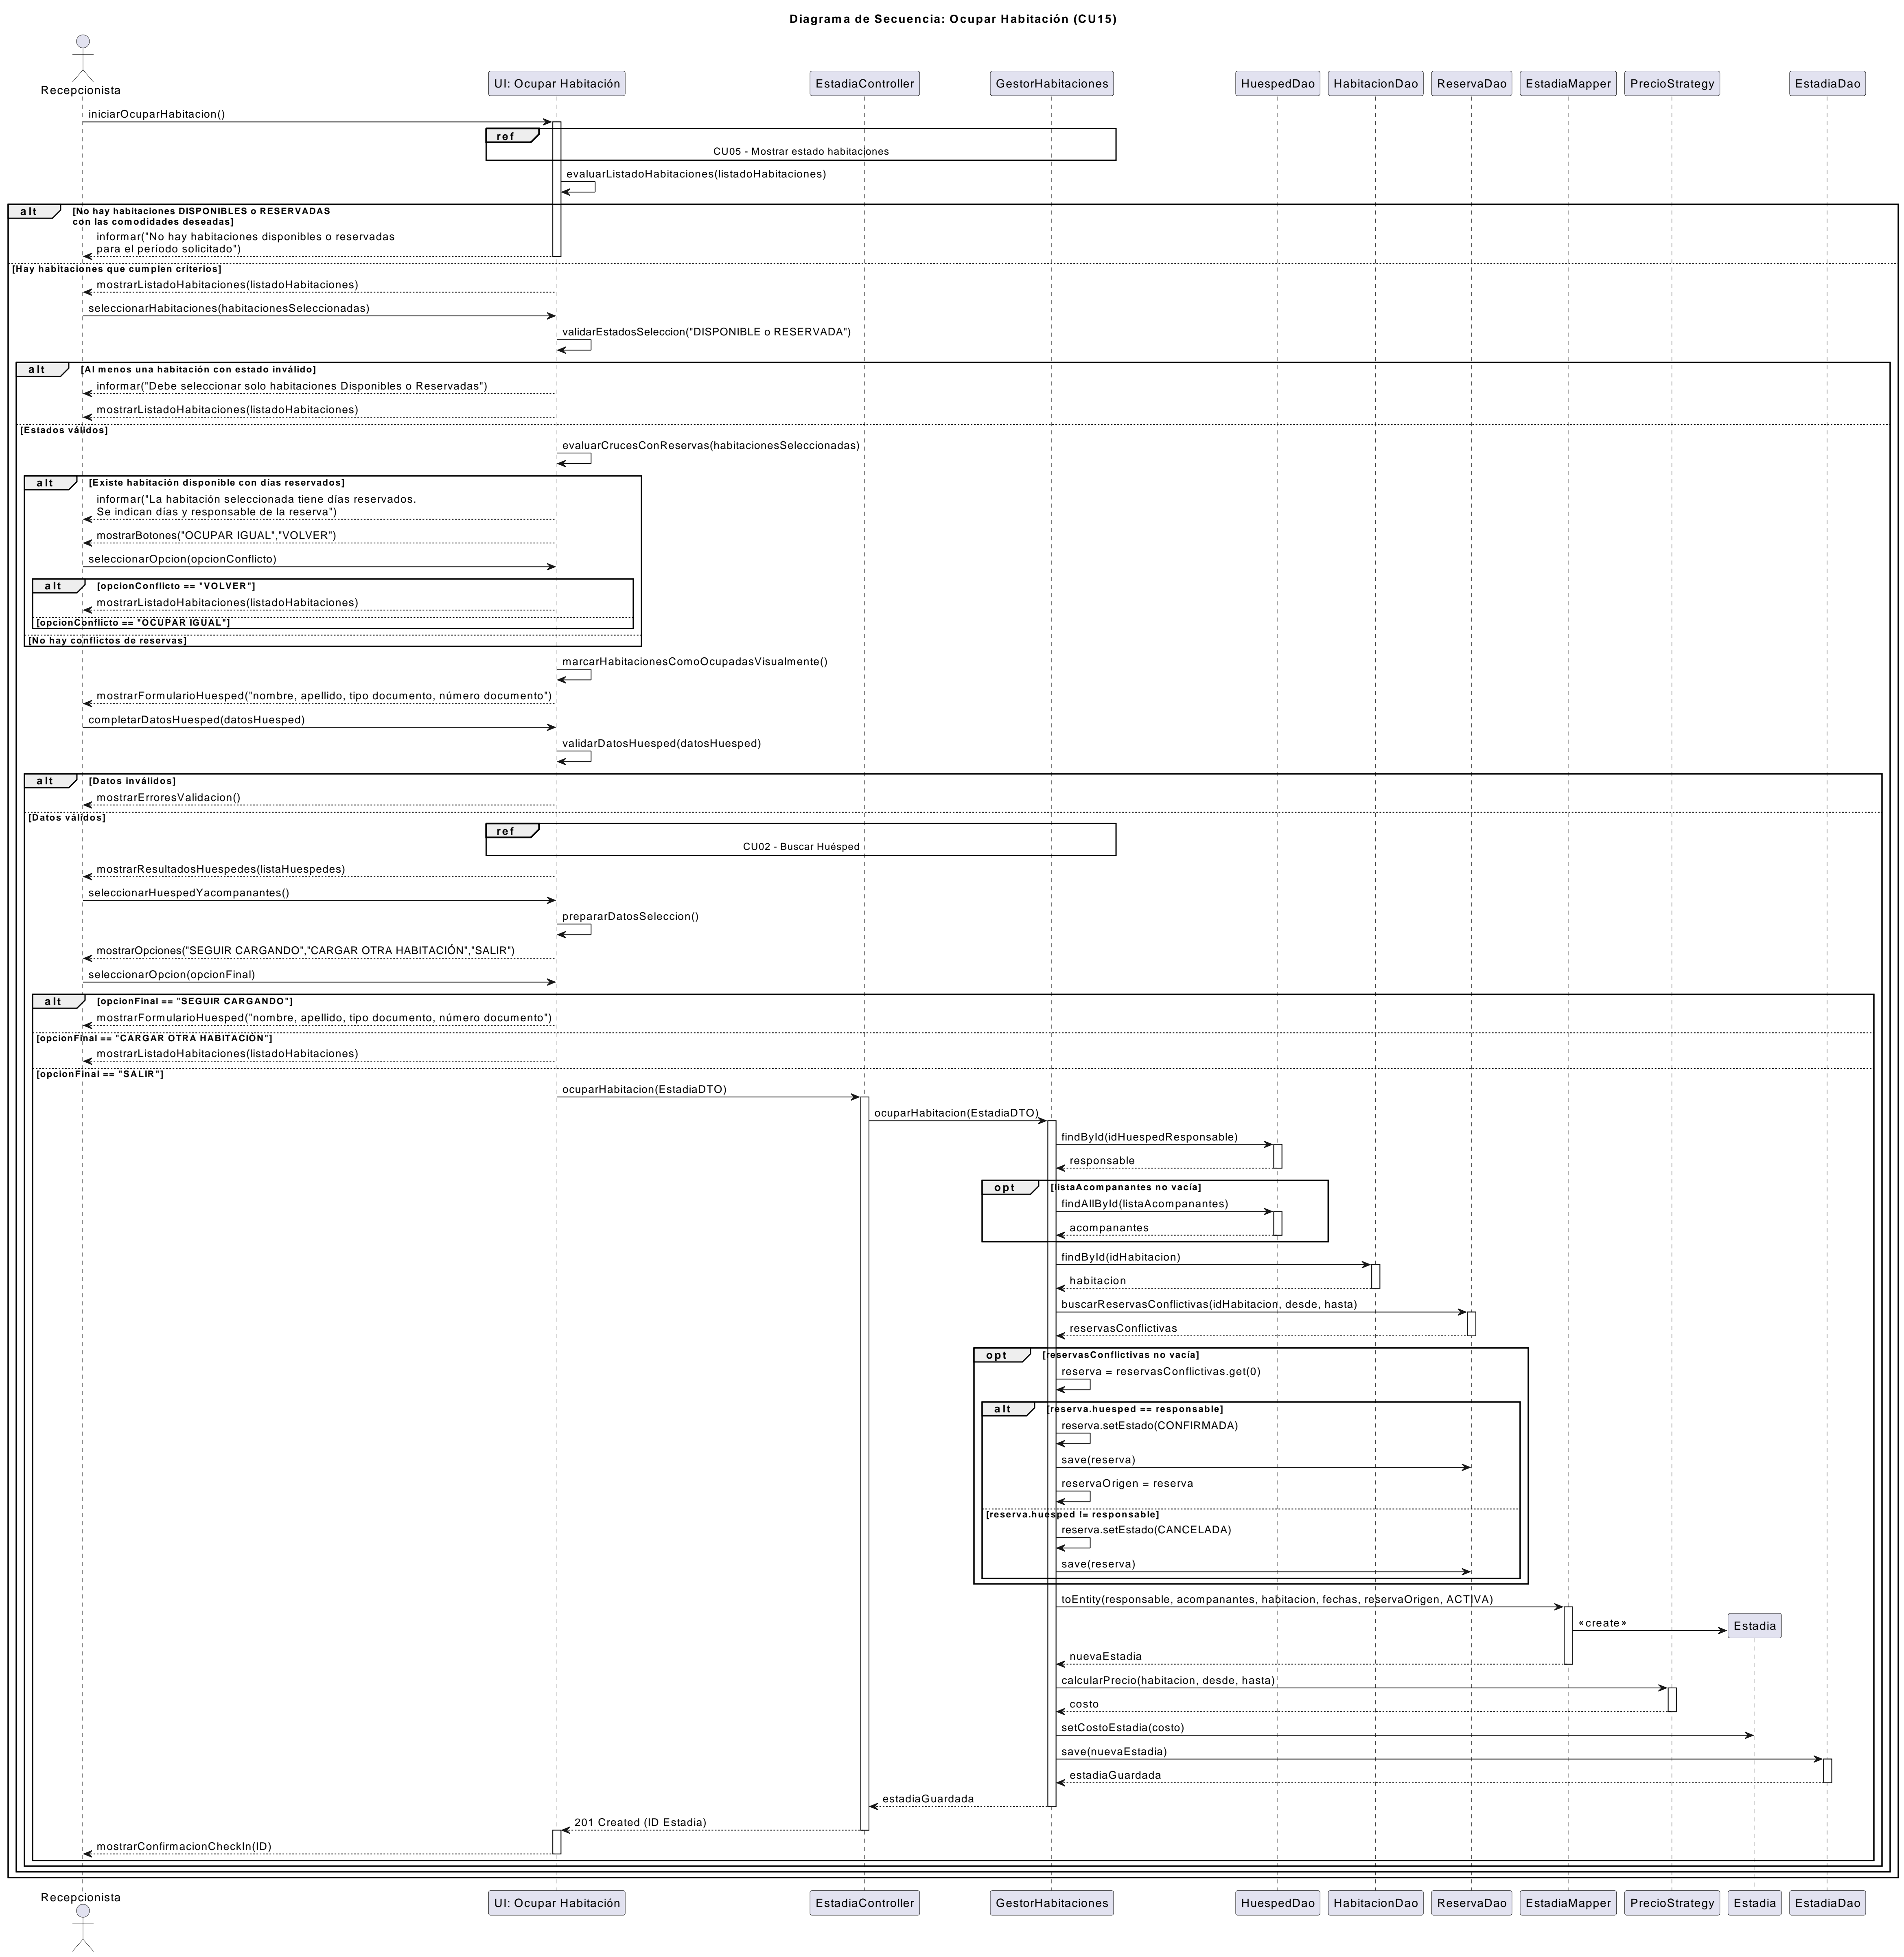 Diagrama de Secuencia: Ocupar Habitación (CU15)
Recepcionista
UI: Ocupar Habitación
EstadiaController
GestorHabitaciones
HuespedDao
HabitacionDao
ReservaDao
EstadiaMapper
PrecioStrategy
EstadiaDao
iniciarOcuparHabitacion()
ref
CU05 - Mostrar estado habitaciones
evaluarListadoHabitaciones(listadoHabitaciones)
alt
[No hay habitaciones DISPONIBLES o RESERVADAS
con las comodidades deseadas]
informar("No hay habitaciones disponibles o reservadas
para el período solicitado")
[Hay habitaciones que cumplen criterios]
mostrarListadoHabitaciones(listadoHabitaciones)
seleccionarHabitaciones(habitacionesSeleccionadas)
validarEstadosSeleccion("DISPONIBLE o RESERVADA")
alt
[Al menos una habitación con estado inválido]
informar("Debe seleccionar solo habitaciones Disponibles o Reservadas")
mostrarListadoHabitaciones(listadoHabitaciones)
[Estados válidos]
evaluarCrucesConReservas(habitacionesSeleccionadas)
alt
[Existe habitación disponible con días reservados]
informar("La habitación seleccionada tiene días reservados.
Se indican días y responsable de la reserva")
mostrarBotones("OCUPAR IGUAL","VOLVER")
seleccionarOpcion(opcionConflicto)
alt
[opcionConflicto == "VOLVER"]
mostrarListadoHabitaciones(listadoHabitaciones)
[opcionConflicto == "OCUPAR IGUAL"]
[No hay conflictos de reservas]
marcarHabitacionesComoOcupadasVisualmente()
mostrarFormularioHuesped("nombre, apellido, tipo documento, número documento")
completarDatosHuesped(datosHuesped)
validarDatosHuesped(datosHuesped)
alt
[Datos inválidos]
mostrarErroresValidacion()
[Datos válidos]
ref
CU02 - Buscar Huésped
mostrarResultadosHuespedes(listaHuespedes)
seleccionarHuespedYacompanantes()
prepararDatosSeleccion()
mostrarOpciones("SEGUIR CARGANDO","CARGAR OTRA HABITACIÓN","SALIR")
seleccionarOpcion(opcionFinal)
alt
[opcionFinal == "SEGUIR CARGANDO"]
mostrarFormularioHuesped("nombre, apellido, tipo documento, número documento")
[opcionFinal == "CARGAR OTRA HABITACIÓN"]
mostrarListadoHabitaciones(listadoHabitaciones)
[opcionFinal == "SALIR"]
ocuparHabitacion(EstadiaDTO)
ocuparHabitacion(EstadiaDTO)
findById(idHuespedResponsable)
responsable
opt
[listaAcompanantes no vacía]
findAllById(listaAcompanantes)
acompanantes
findById(idHabitacion)
habitacion
buscarReservasConflictivas(idHabitacion, desde, hasta)
reservasConflictivas
opt
[reservasConflictivas no vacía]
reserva = reservasConflictivas.get(0)
alt
[reserva.huesped == responsable]
reserva.setEstado(CONFIRMADA)
save(reserva)
reservaOrigen = reserva
[reserva.huesped != responsable]
reserva.setEstado(CANCELADA)
save(reserva)
toEntity(responsable, acompanantes, habitacion, fechas, reservaOrigen, ACTIVA)
«create»
Estadia
nuevaEstadia
calcularPrecio(habitacion, desde, hasta)
costo
setCostoEstadia(costo)
save(nuevaEstadia)
estadiaGuardada
estadiaGuardada
201 Created (ID Estadia)
mostrarConfirmacionCheckIn(ID)
Recepcionista
UI: Ocupar Habitación
EstadiaController
GestorHabitaciones
HuespedDao
HabitacionDao
ReservaDao
EstadiaMapper
PrecioStrategy
Estadia
EstadiaDao